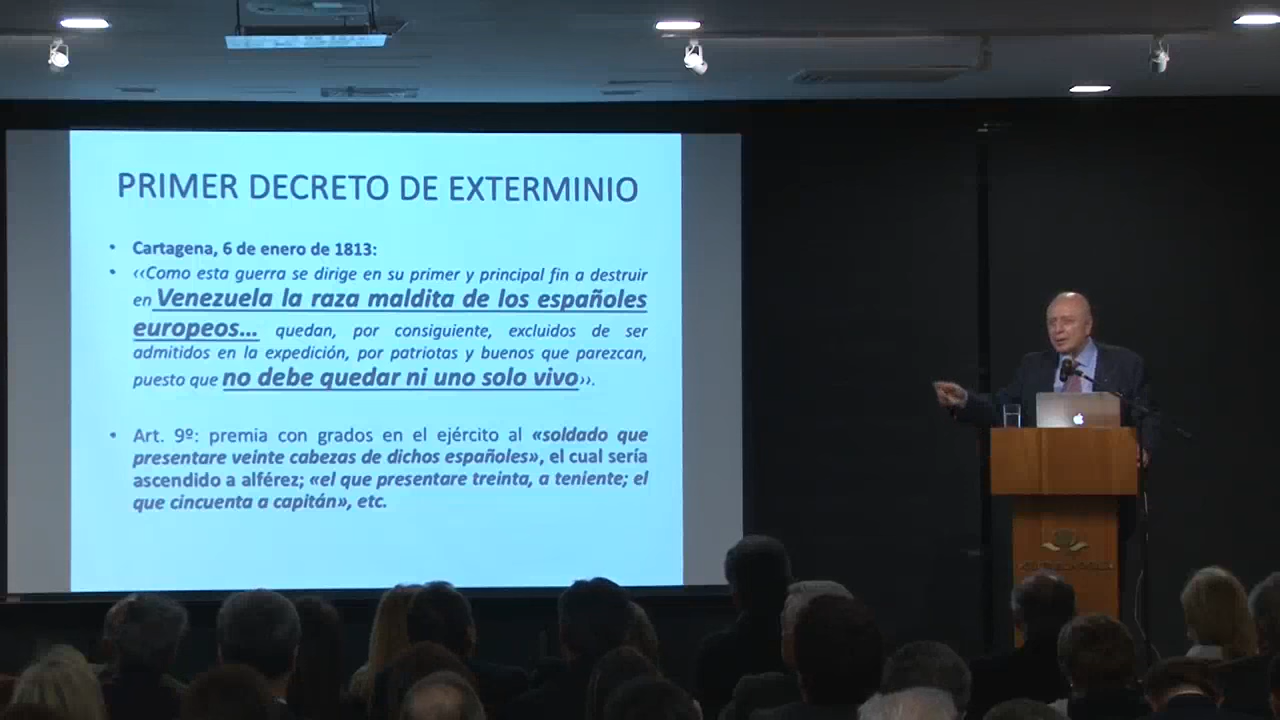 PRIMER DECRETO DE EXTERMINIO
• Cartagena, 6 de enero de 1813:
• ‹‹Como esta guerra se dirige en su primer y principal fin a destruir
en Venezuela la raza maldita de los españoles
europeos... quedan, por consiguiente, excluidos de ser
admitidos en la expedición, por patriotas y buenos que parezcan,
puesto que no debe quedar ni uno solo vivo››.
• Art. 9º: premia con grados en el ejército al «soldado que
presentare veinte cabezas de dichos españoles», el cual sería
ascendido a alférez; «el que presentare treinta, a teniente; el
que cincuenta a capitán», etc.